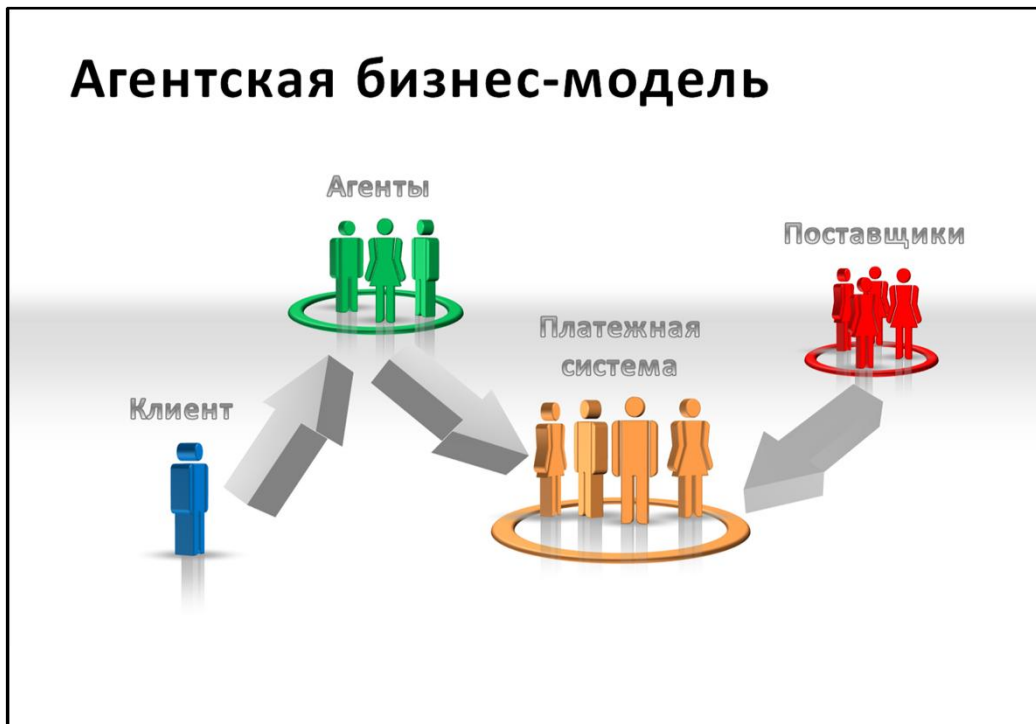 Агентская бизнес-модель
Агенты
Поставщики
Платежная
система
Клиент